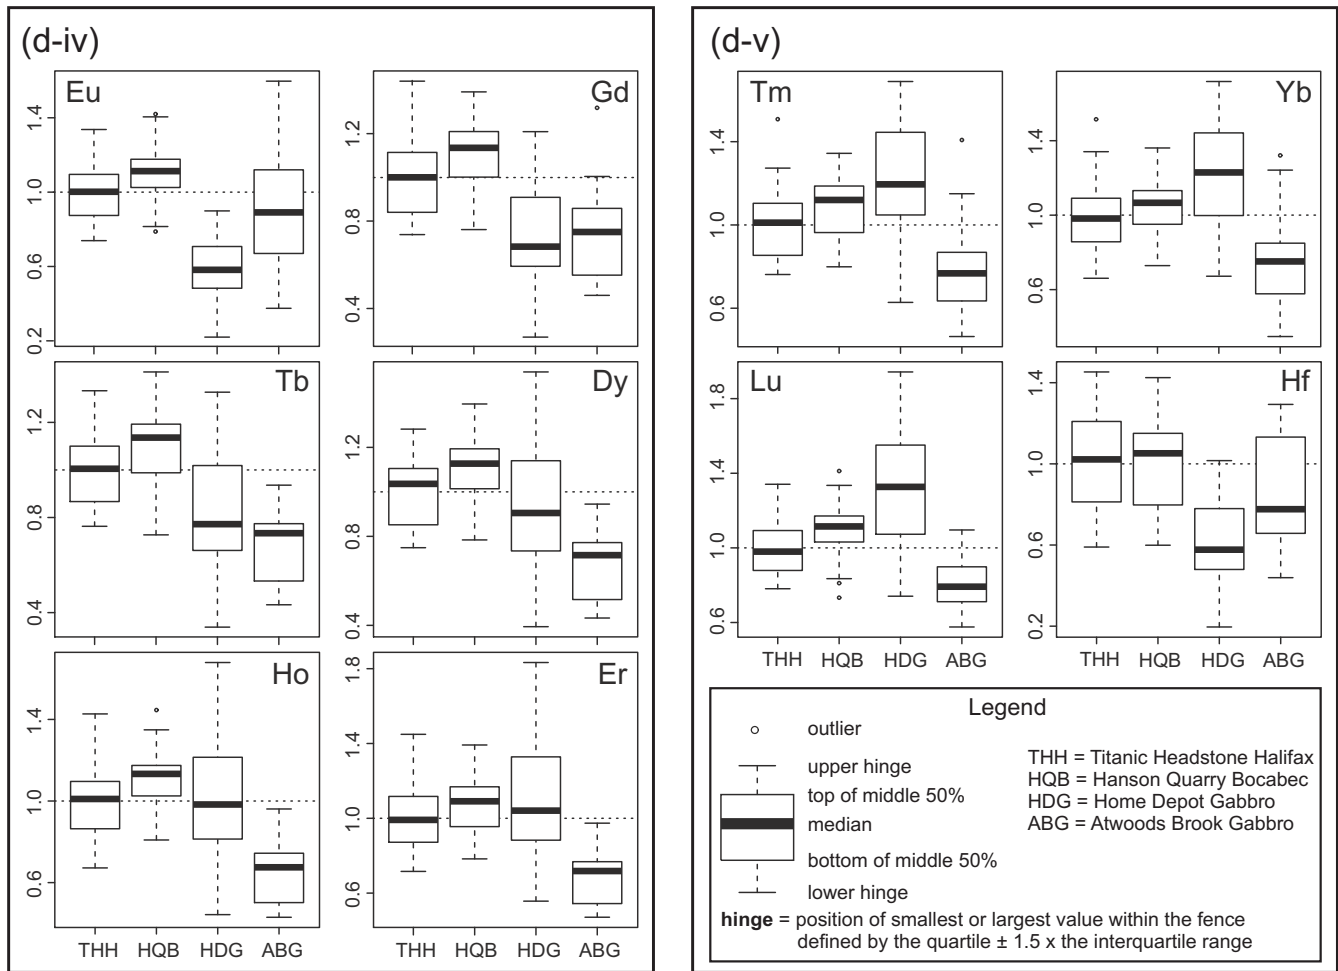 (d-iv)
Eu
1.4
1.0
0.6
0.2
Gd
1.2
0.8
0.4
Tb
1.2
0.8
0.4
Dy
1.2
0.8
0.4
Ho
1.4
1.0
0.6
THH HQB HDG ABG
Er
1.8
1.4
1.0
0.6
THH HQB HDG ABG
(d-v)
Tm
1.4
1.0
0.6
Yb
1.4
1.0
0.6
Lu
1.8
1.4
1.0
0.6
THH HQB HDG ABG
Hf
1.4
1.0
0.6
0.2
THH HQB HDG ABG
Legend
outlier
upper hinge
top of middle 50%
median
bottom of middle 50%
lower hinge
THH = Titanic Headstone Halifax
HQB = Hanson Quarry Bocabec
HDG = Home Depot Gabbro
ABG = Atwoods Brook Gabbro
hinge = position of smallest or largest value within the fence
defined by the quartile ± 1.5 x the interquartile range